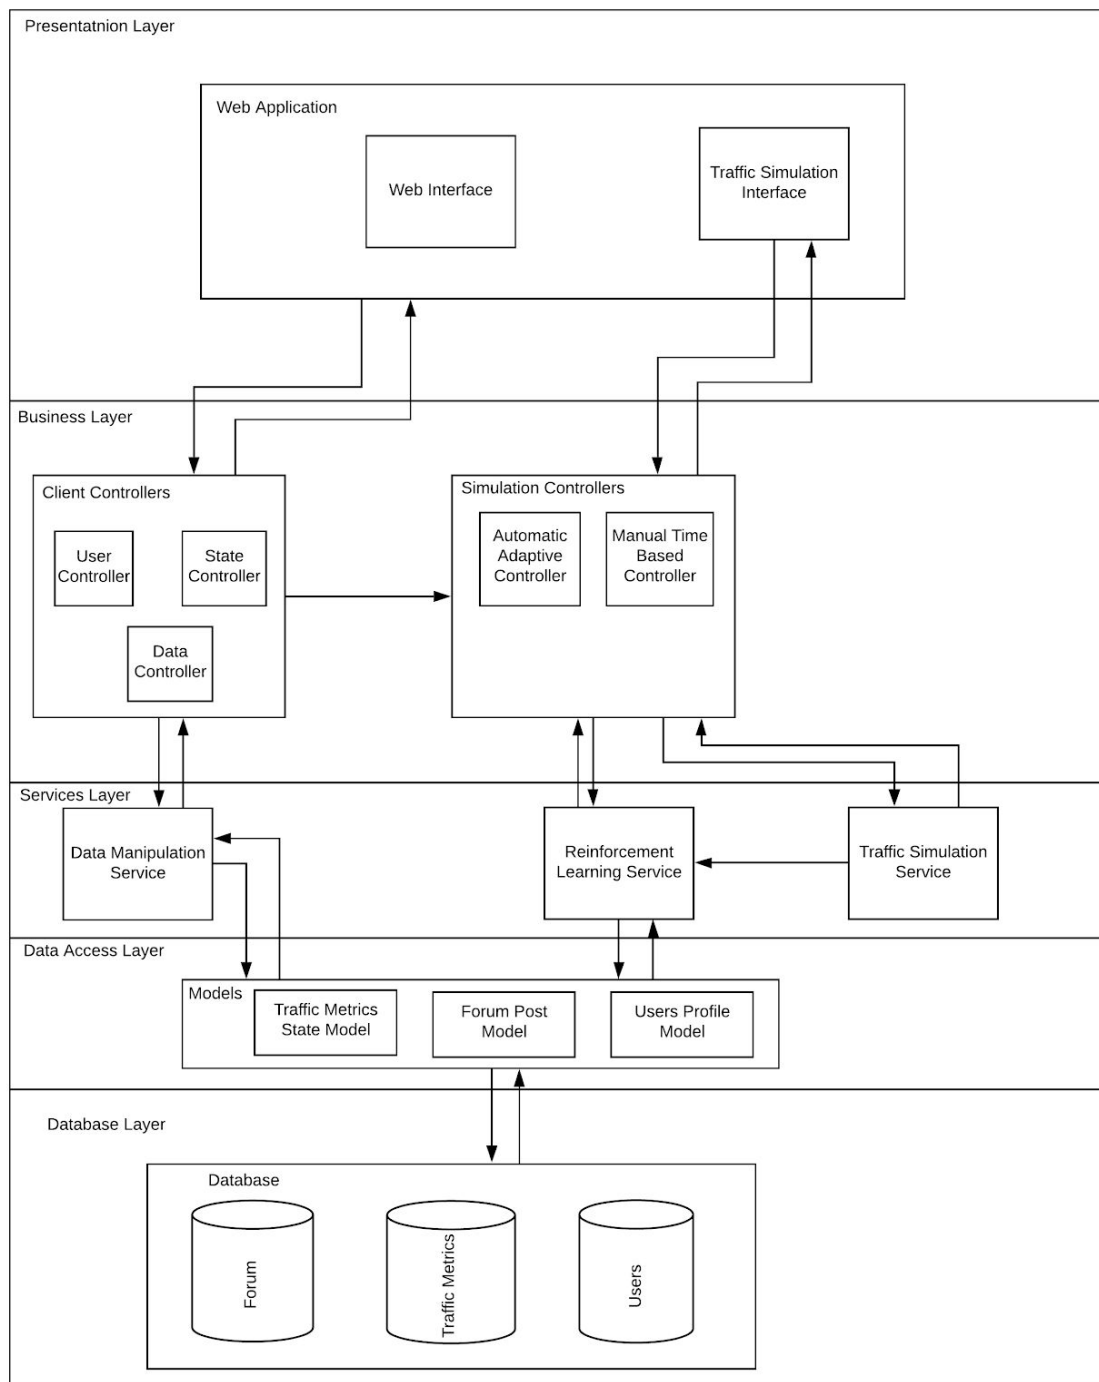 Presentatnion Layer
Web Application
Web Interface
Traffic Simulation
Interface
Business Layer
Client Controllers
User
Controller
State
Controller
Data
Controller
Simulation Controllers
Automatic
Adaptive
Controller
Manual Time
Based
Controller
Services Layer
Data Manipulation
Service
Reinforcement
Learning Service
Traffic Simulation
Service
Data Access Layer
Models
Traffic Metrics
State Model
Forum Post
Model
Users Profile
Model
Database Layer
Database
Forum
Traffic Metrics
Users